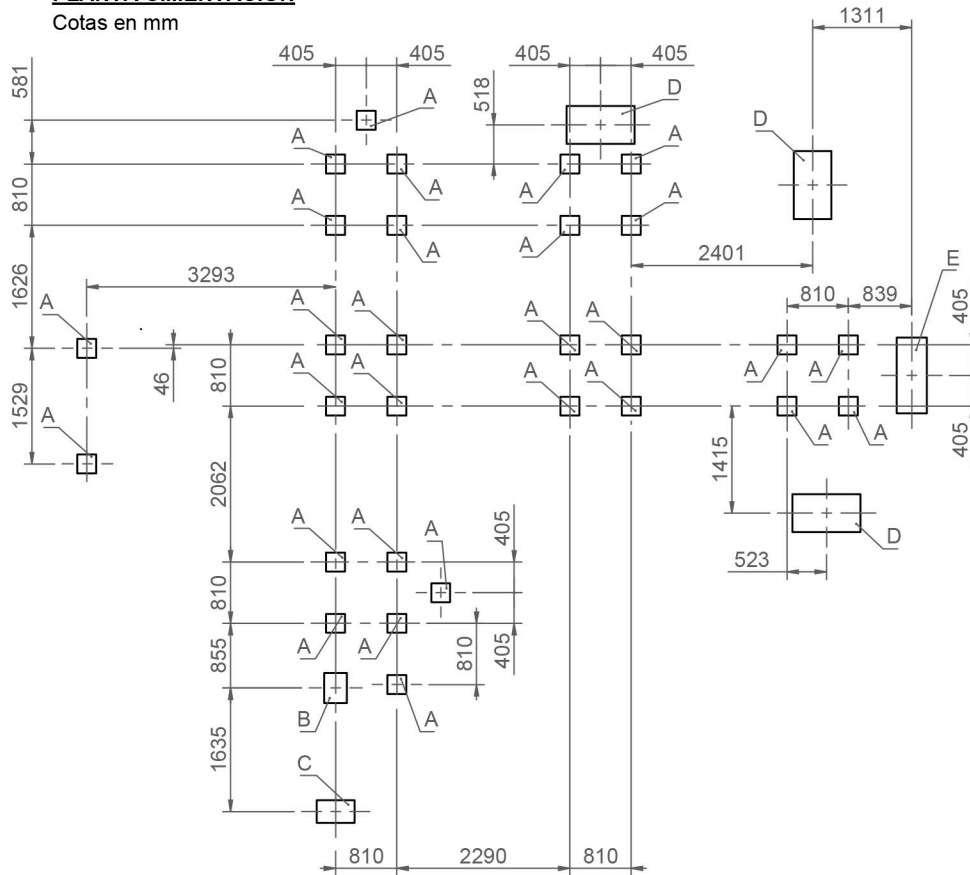 PLANTA CIMENTACIÓN
Cotas en mm
1311
405 405 405 405
581
518
A D
D
A A A A
810
A A A A
2401
1626
3293
E
810 839 405
A A A A A A A
46
810
A A A A A
1529
A A
405
1415
2062
D
A A A 405
523
810
A A
405
810
855
B A
1635
C
810 2290 810